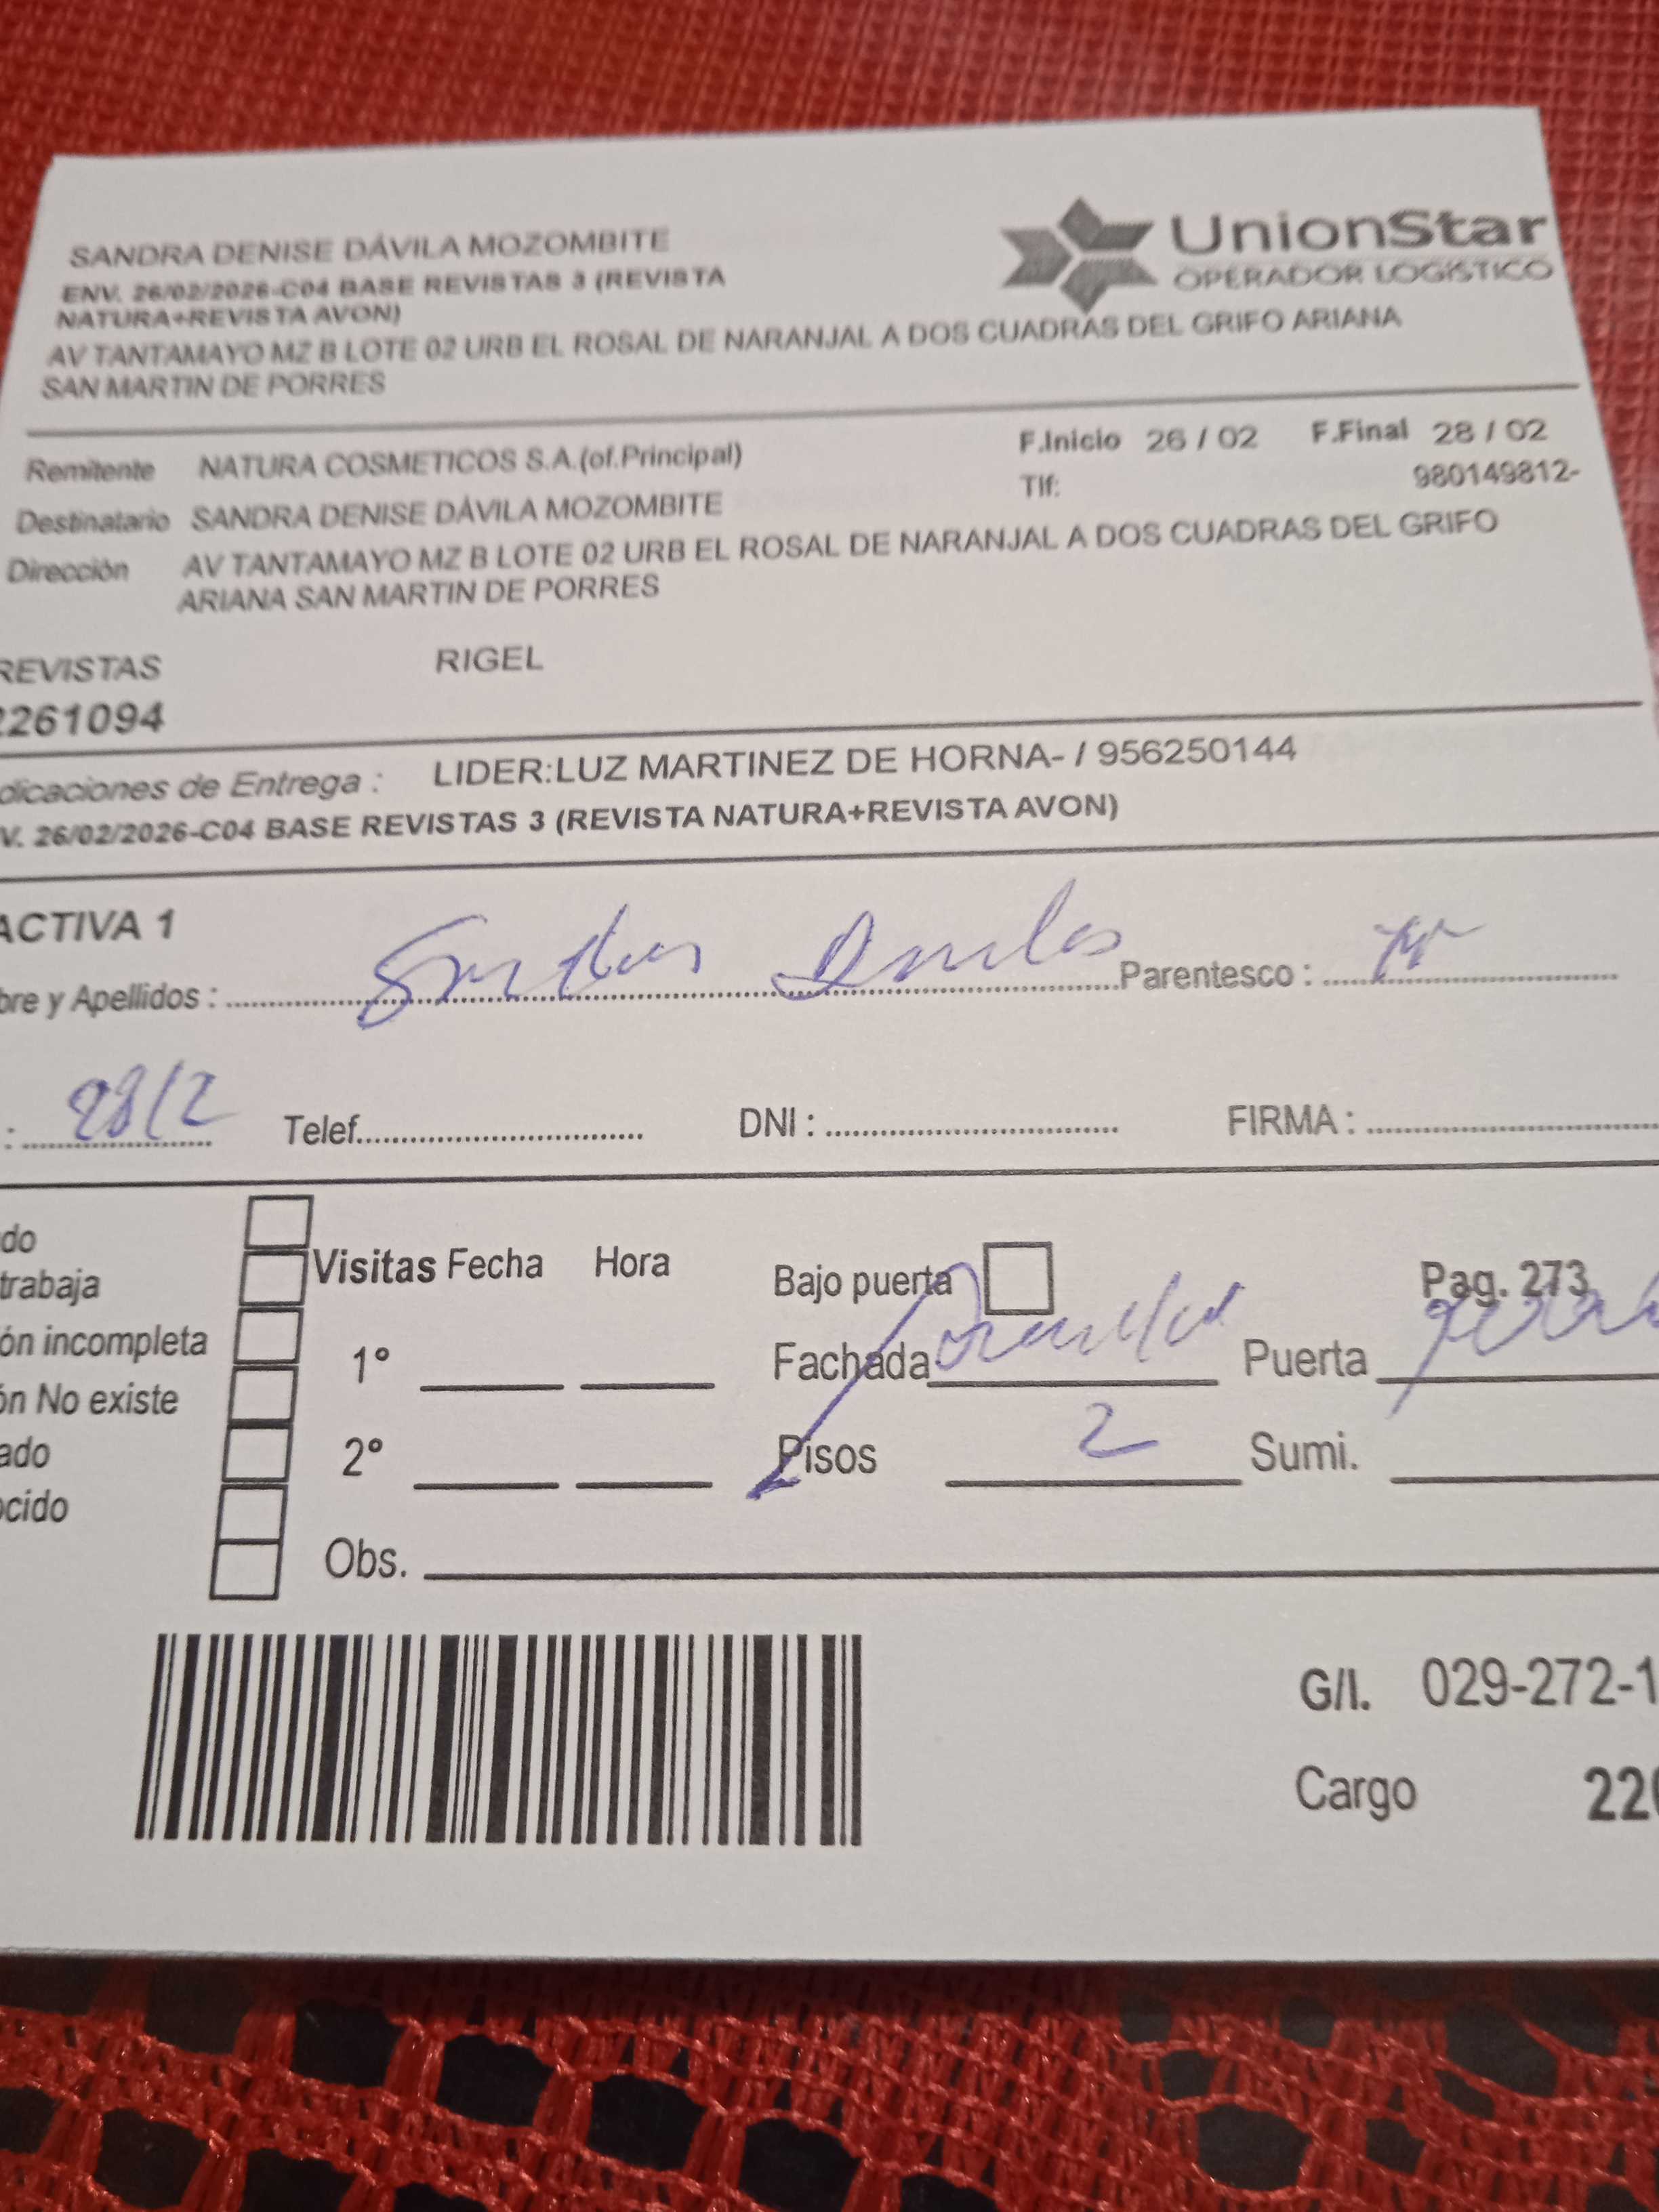 SANDRA DENISE DÁVILA MOZOMBITE
UnionStar
OPERADOR LOGÍSTICO
ENV. 26/02/2026-C04 BASE REVISTAS 3 (REVISTA
NATURA+REVISTA AVON)
AV TANTAMAYO MZ B LOTE 02 URB EL ROSAL DE NARANJAL A DOS CUADRAS DEL GRIFO ARIANA
SAN MARTIN DE PORRES
Remitente NATURA COSMETICOS S.A.(of.Principal) F.Inicio 26 / 02 F.Final 28 / 02
Tlf: 980149812-
Destinatario SANDRA DENISE DÁVILA MOZOMBITE
Dirección AV TANTAMAYO MZ B LOTE 02 URB EL ROSAL DE NARANJAL A DOS CUADRAS DEL GRIFO
ARIANA SAN MARTIN DE PORRES
REVISTAS RIGEL
2261094
dicaciones de Entrega : LIDER:LUZ MARTINEZ DE HORNA- / 956250144
V. 26/02/2026-C04 BASE REVISTAS 3 (REVISTA NATURA+REVISTA AVON)
ACTIVA 1
bre y Apellidos : Parentesco :
: 28/2 Telef. DNI : FIRMA :
do
trabaja Visitas Fecha Hora Bajo puerta Pag. 273
ón incompleta 1° Fachada Puerta
ón No existe
ado 2° Pisos 2 Sumi.
ocido
Obs.
G/I. 029-272-1
Cargo 22